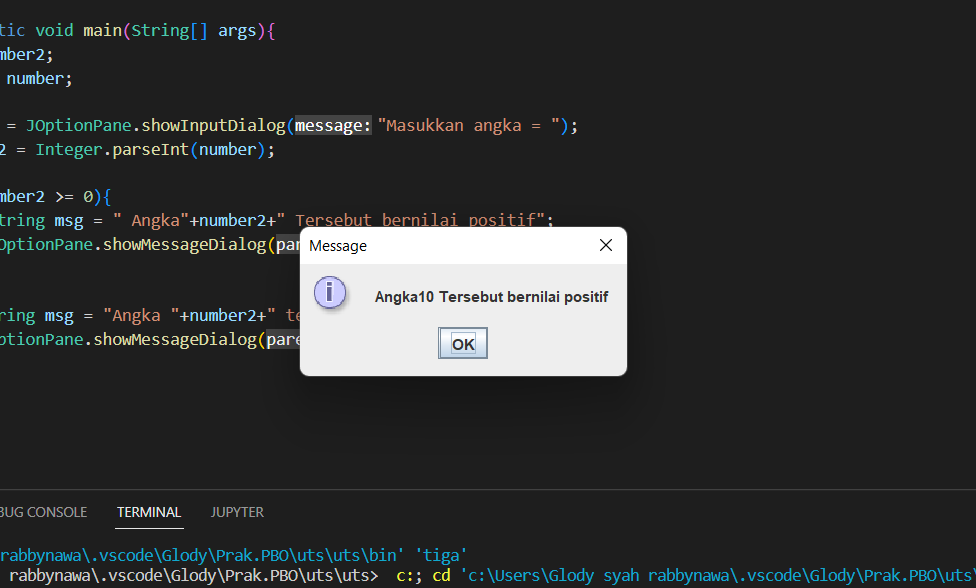 tic void main(String[] args){
mber2;
number;
= JOptionPane.showInputDialog(message: "Masukkan angka = ");
2 = Integer.parseInt(number);
mber2 >= 0){
tring msg = " Angka"+number2+" Tersebut bernilai positif";
OptionPane.showMessageDialog(par
ring msg = "Angka "+number2+" te
ptionPane.showMessageDialog(pare
Message
Angka10 Tersebut bernilai positif
OK
BUG CONSOLE TERMINAL JUPYTER
rabbynawa\.vscode\Glody\Prak.PBO\uts\uts\bin' 'tiga'
rabbynawa\.vscode\Glody\Prak.PBO\uts\uts> c:; cd 'c:\Users\Glody syah rabbynawa\.vscode\Glody\Prak.PBO\uts